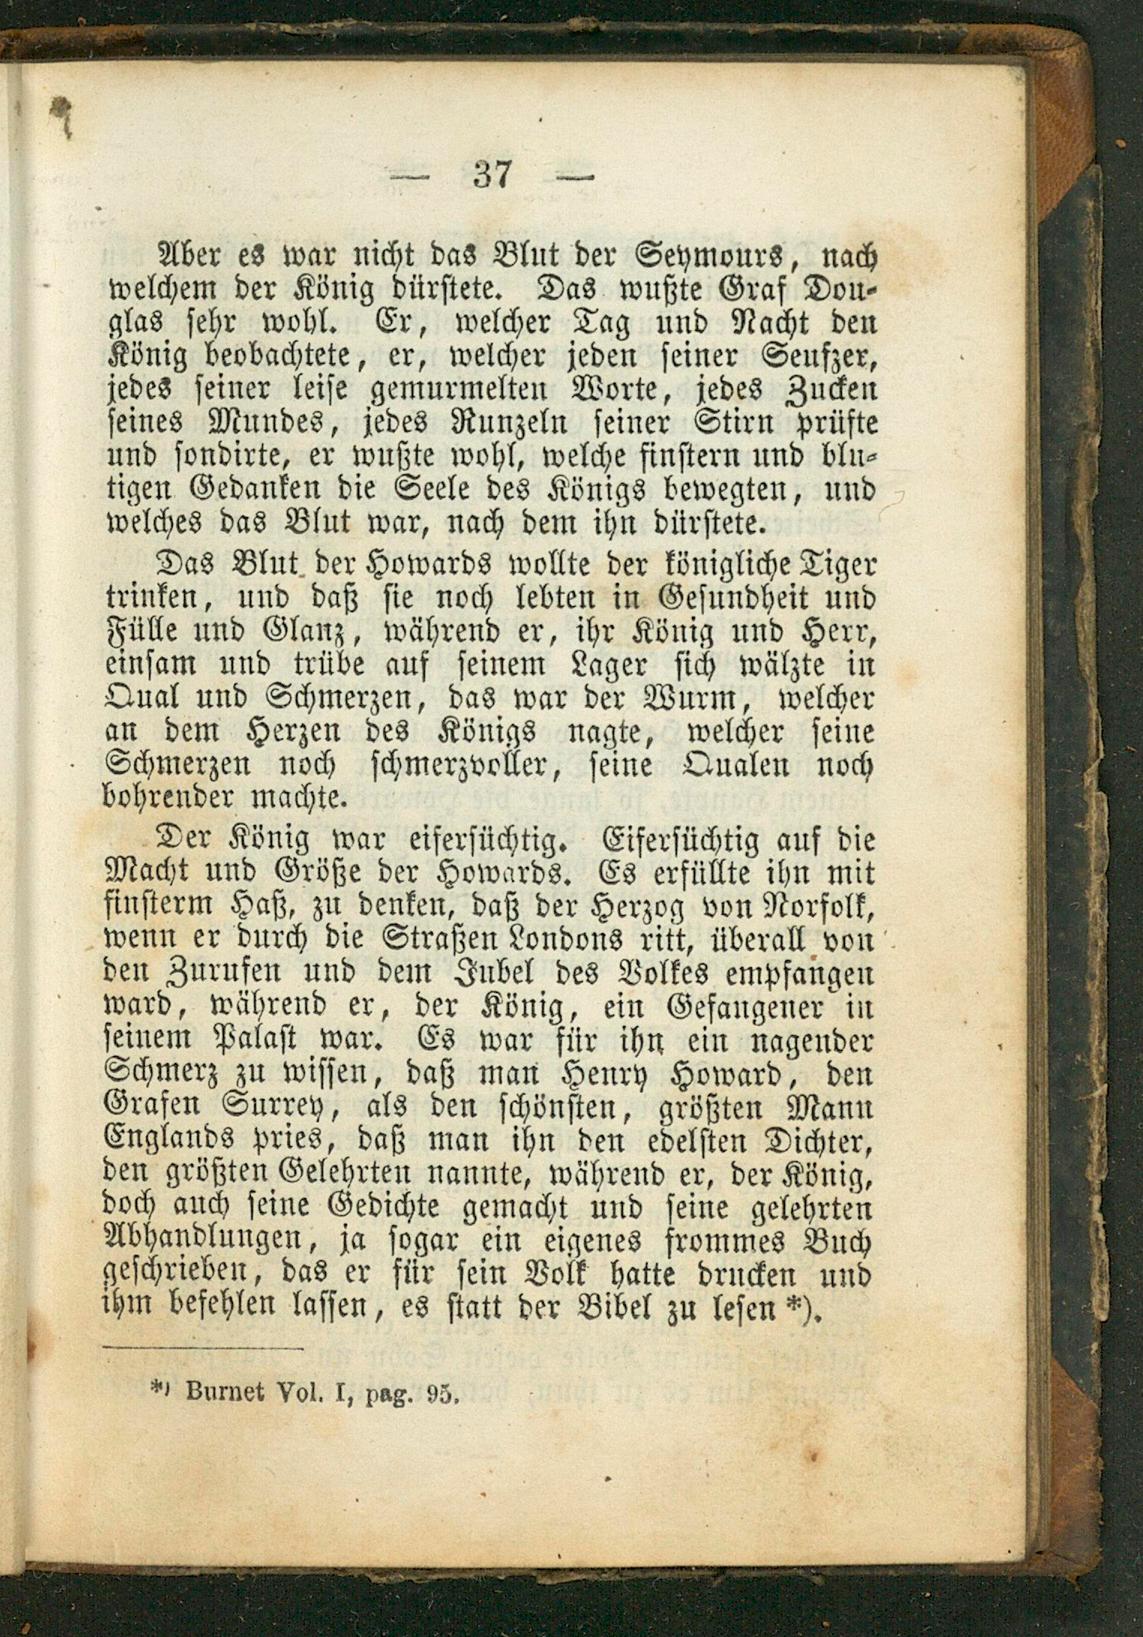 — 37 —
Aber es war nicht das Blut der Seymours, nach
welchem der König dürstete. Das wußte Graf Dou-
glas sehr wohl. Er, welcher Tag und Nacht den
König beobachtete, er, welcher jeden seiner Seufzer,
jedes seiner leise gemurmelten Worte, jedes Zucken
seines Mundes, jedes Runzeln seiner Stirn prüfte
und sondirte, er wußte wohl, welche finstern und blu-
tigen Gedanken die Seele des Königs bewegten, und
welches das Blut war, nach dem ihn dürstete.
Das Blut der Howards wollte der königliche Tiger
trinken, und daß sie noch lebten in Gesundheit und
Fülle und Glanz, während er, ihr König und Herr,
einsam und trübe auf seinem Lager sich wälzte in
Qual und Schmerzen, das war der Wurm, welcher
an dem Herzen des Königs nagte, welcher seine
Schmerzen noch schmerzvoller, seine Qualen noch
bohrender machte.
Der König war eifersüchtig. Eifersüchtig auf die
Macht und Größe der Howards. Es erfüllte ihn mit
finsterm Haß, zu denken, daß der Herzog von Norfolk,
wenn er durch die Straßen Londons ritt, überall von
den Zurufen und dem Jubel des Volkes empfangen
ward, während er, der König, ein Gefangener in
seinem Palast war. Es war für ihn ein nagender
Schmerz zu wissen, daß man Henry Howard, den
Grafen Surrey, als den schönsten, größten Mann
Englands pries, daß man ihn den edelsten Dichter,
den größten Gelehrten nannte, während er, der König,
doch auch seine Gedichte gemacht und seine gelehrten
Abhandlungen, ja sogar ein eigenes frommes Buch
geschrieben, das er für sein Volk hatte drucken und
ihm befehlen lassen, es statt der Bibel zu lesen *).
*) Burnet Vol. I, pag. 95.